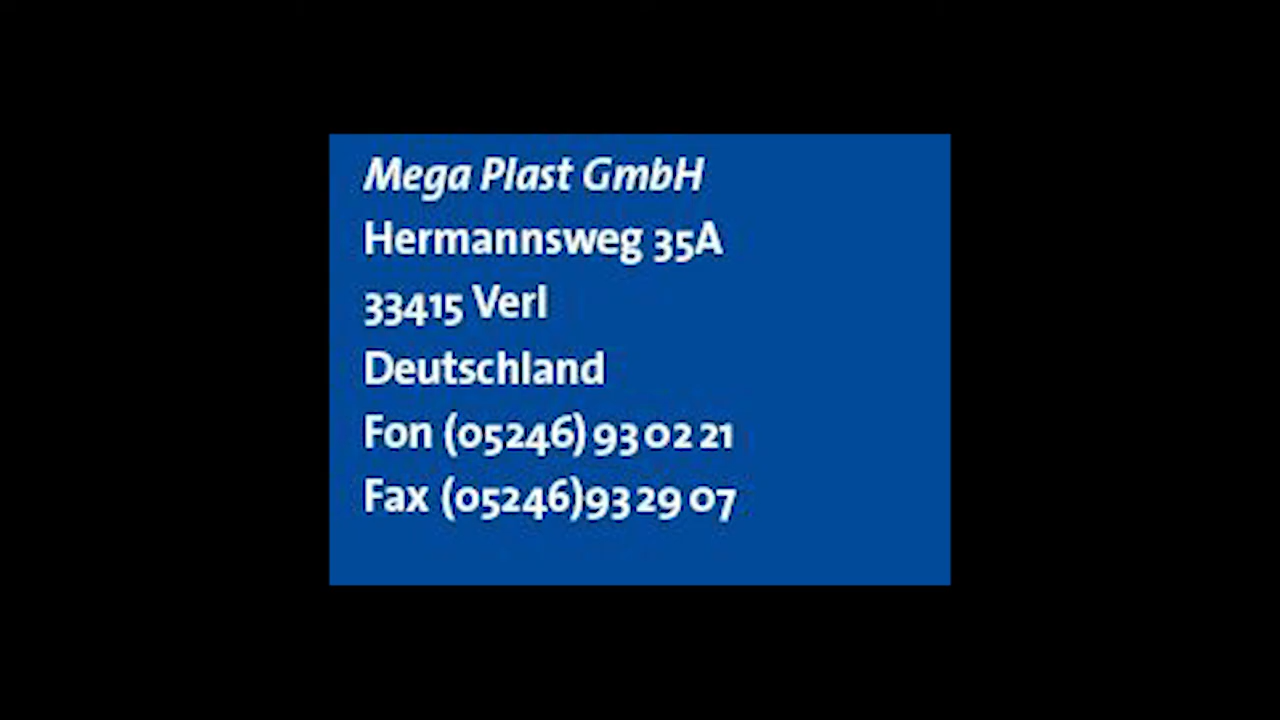 Mega Plast GmbH
Hermannsweg 35A
33415 Verl
Deutschland
Fon (05246) 93 02 21
Fax (05246)93 29 07